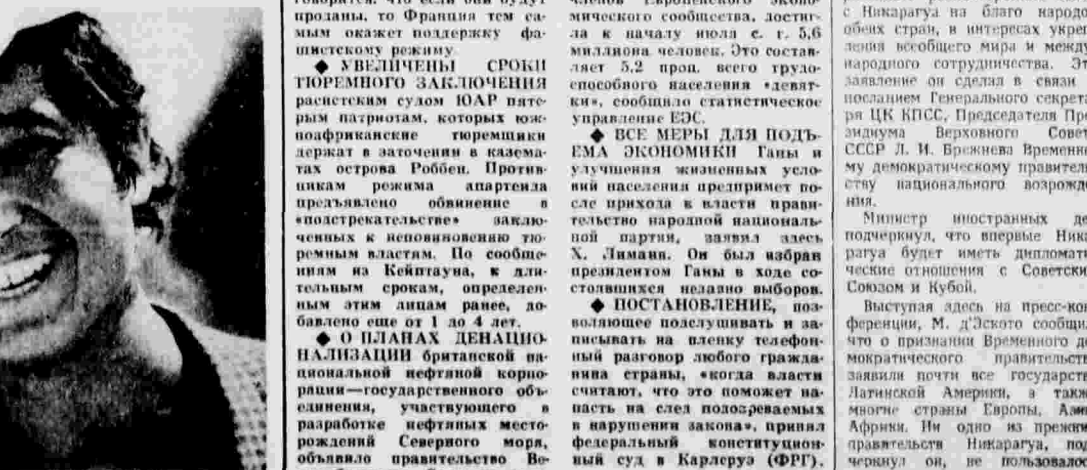 говорится, что если они будут
проданы, то Франция тем са-
мым окажет поддержку фа-
шистскому режиму.
◆ УВЕЛИЧЕНЫ СРОКИ
ТЮРЕМНОГО ЗАКЛЮЧЕНИЯ
расистским судом ЮАР пяте-
рым патриотам, которых юж-
ноафриканские тюремщики
держат в заточении в казема-
тах острова Роббен. Против-
никам режима апартеида
предъявлено обвинение в
«подстрекательстве» заклю-
ченных к неповиновению тю-
ремным властям. По сообще-
ниям из Кейптауна, к дли-
тельным срокам, определен-
ным этим лицам ранее, до-
бавлено еще от 1 до 4 лет.
◆ О ПЛАНАХ ДЕНАЦИО-
НАЛИЗАЦИИ британской на-
циональной нефтяной корпо-
рации—государственного объ-
единения, участвующего в
разработке нефтяных место-
рождений Северного моря,
объявило правительство Ве-
членов Европейского эконо-
мического сообщества, достиг-
ла к началу июля с. г. 5,6
миллиона человек. Это состав-
ляет 5,2 проц. всего трудо-
способного населения «девят-
ки», сообщило статистическое
управление ЕЭС.
◆ ВСЕ МЕРЫ ДЛЯ ПОДЪ-
ЕМА ЭКОНОМИКИ Ганы и
улучшения жизненных усло-
вий населения предпримет по-
сле прихода к власти прави-
тельство народной националь-
ной партии, заявил здесь
Х. Лиманн. Он был избран
президентом Ганы в ходе со-
стоявшихся недавно выборов.
◆ ПОСТАНОВЛЕНИЕ, поз-
воляющее подслушивать и за-
писывать на пленку телефон-
ный разговор любого гражда-
нина страны, «когда власти
считают, что это поможет на-
пасть на след подозреваемых
в нарушении закона», принял
федеральный конституцион-
ный суд в Карлсруэ (ФРГ).
с Никарагуа на благо народо
обеих стран, в интересах укреп
ления всеобщего мира и между
народного сотрудничества. Эт
заявление он сделал в связи
посланием Генерального секрет
ря ЦК КПСС, Председателя Пре
зидиума Верховного Совет
СССР Л. И. Брежнева Временно
му демократическому правитель
ству национального возрожде
ния.
Министр иностранных де
подчеркнул, что впервые Ника
рагуа будет иметь дипломати
ческие отношения с Советски
Союзом и Кубой.
Выступая здесь на пресс-ко
ференции, М. д'Эското сообщи
что о признании Временного де
мократического правительст
заявили почти все государств
Латинской Америки, а такж
многие страны Европы, Ази
Африки. Ни одно из прежни
правительств Никарагуа, под
черкнул он, не пользовалос